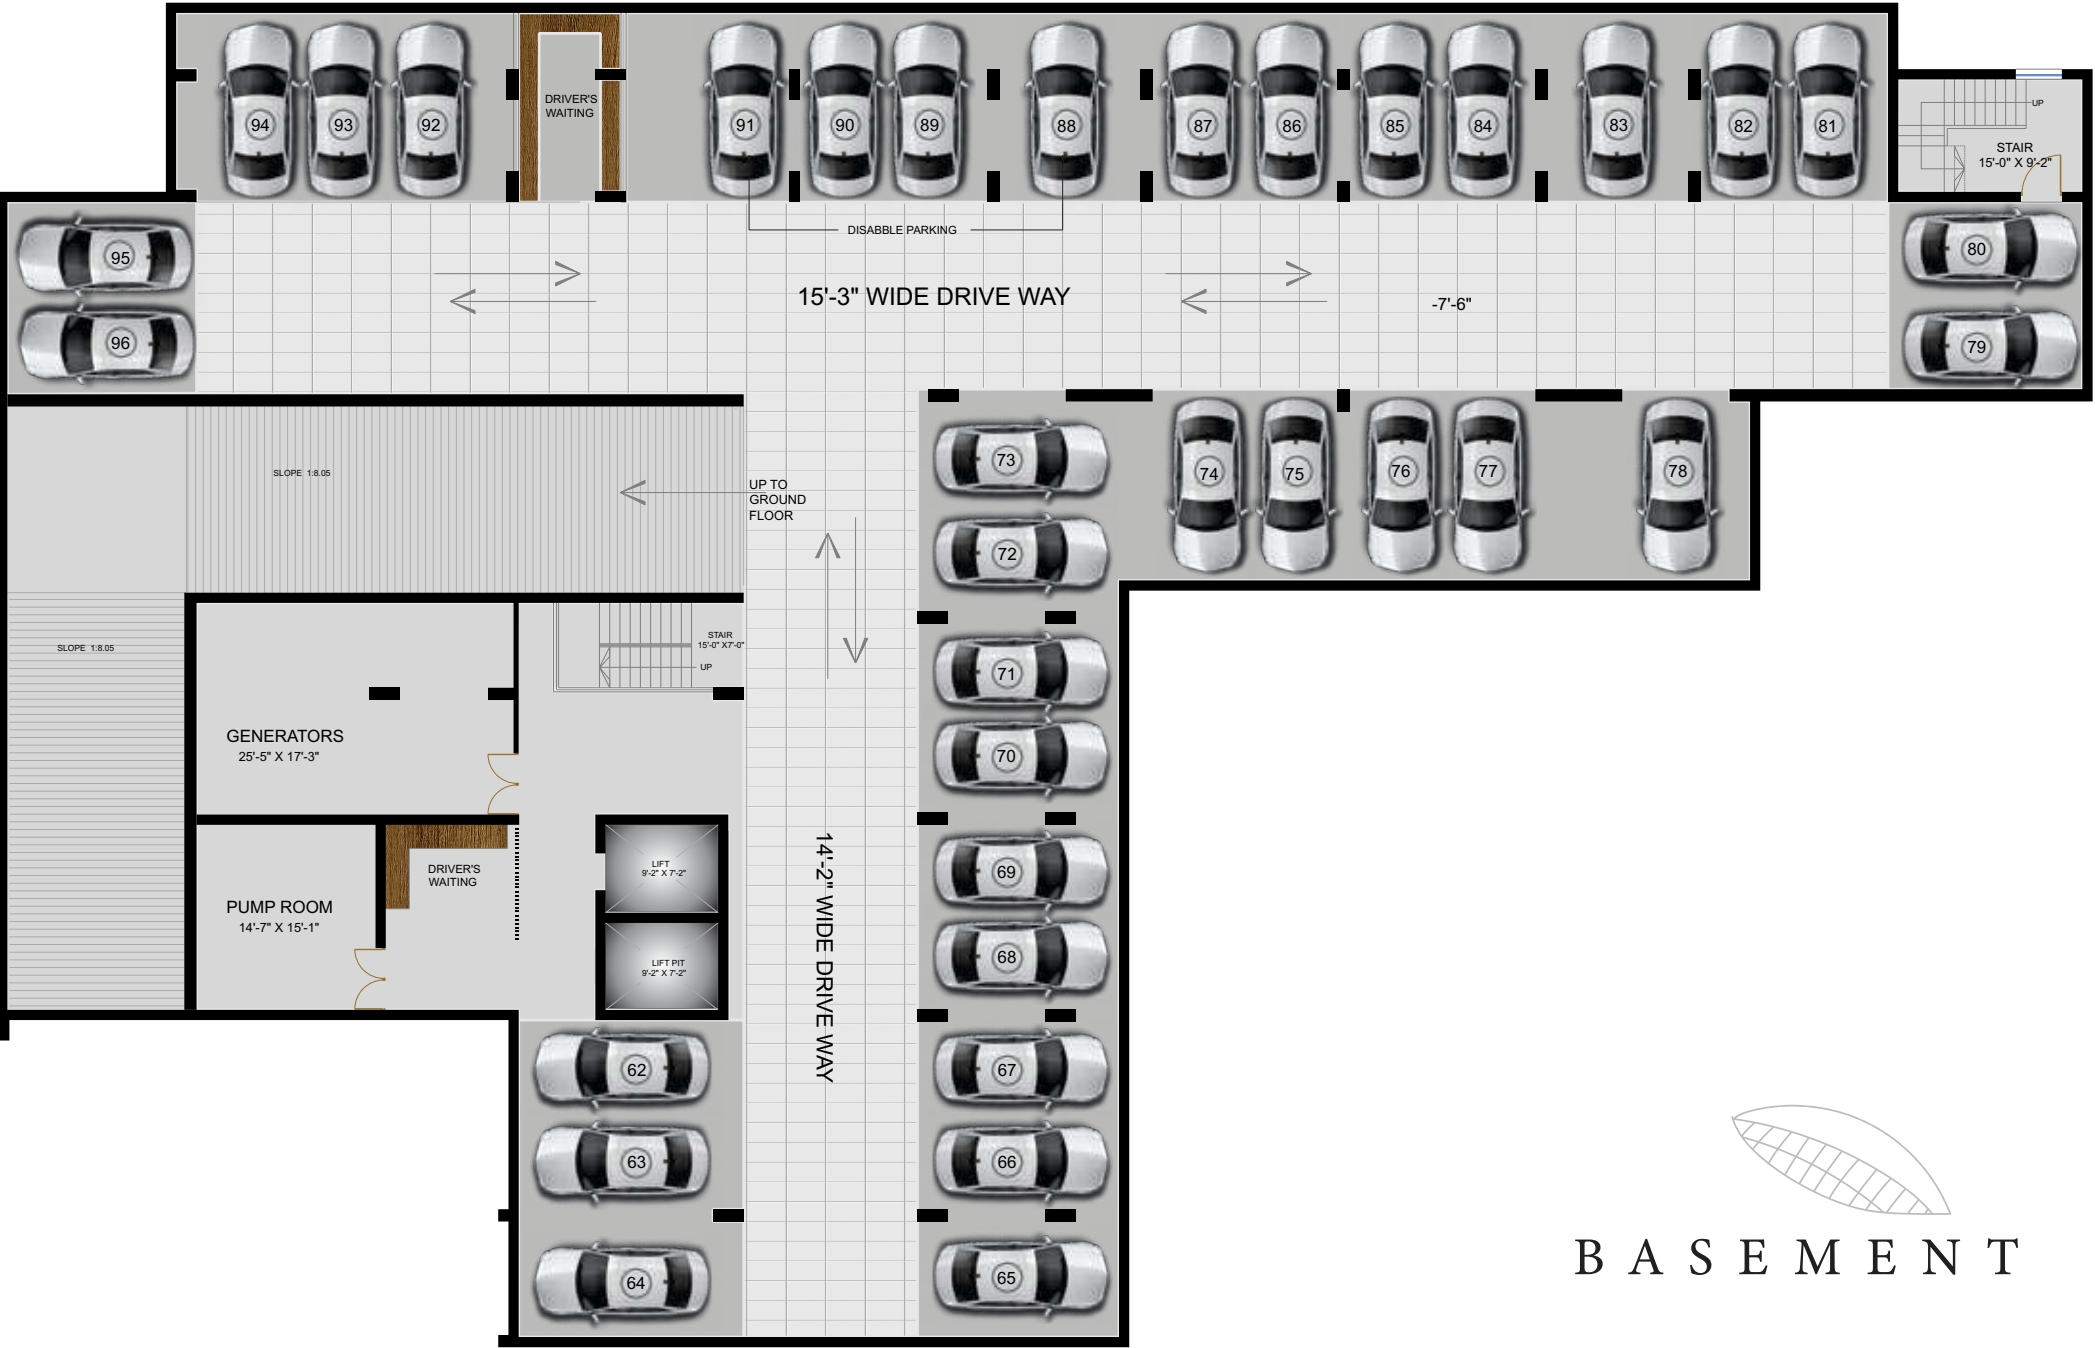 94
93
92
DRIVER'S
WAITING
91
90
89
88
87
86
85
84
83
82
81
UP
STAIR
15'-0" X 9'-2"
DISABBLE PARKING
95
96
15'-3" WIDE DRIVE WAY
-7'-6"
80
79
SLOPE 1:8.05
UP TO
GROUND
FLOOR
73
74
75
76
77
78
72
SLOPE 1:8.05
STAIR
15'-0" X7'-0"
UP
71
GENERATORS
25'-5" X 17'-3"
70
DRIVER'S
WAITING
LIFT
9'-2" X 7'-2"
69
PUMP ROOM
14'-7" X 15'-1"
LIFT PIT
9'-2" X 7'-2"
14'-2" WIDE DRIVE WAY
68
62
67
63
66
64
65
BASEMENT